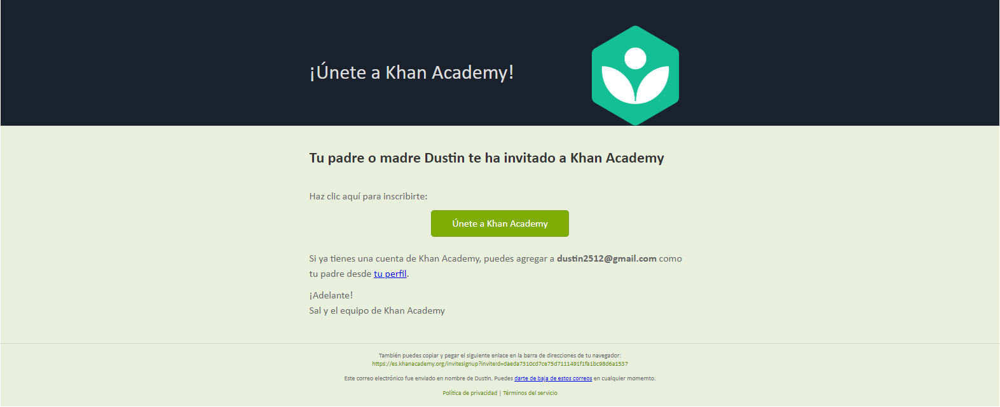 ¡Únete a Khan Academy!
Tu padre o madre Dustin te ha invitado a Khan Academy
Haz clic aquí para inscribirte:
Únete a Khan Academy
Si ya tienes una cuenta de Khan Academy, puedes agregar a dustin2512@gmail.com como
tu padre desde tu perfil.
¡Adelante!
Sal y el equipo de Khan Academy
También puedes copiar y pegar el siguiente enlace en la barra de direcciones de tu navegador:
https://es.khanacademy.org/invitesignup?inviteId=daeda7310cd7ce75d7111491f1fa1bc98d6a1537
Este correo electrónico fue enviado en nombre de Dustin. Puedes darte de baja de estos correos en cualquier momemto.
Política de privacidad | Términos del servicio